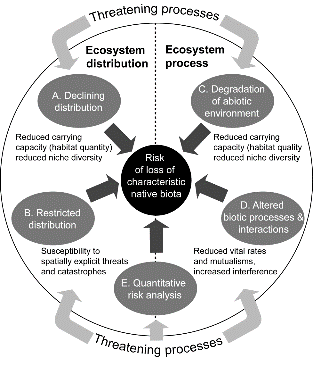 Threatening processes
Ecosystem
distribution
Ecosystem
process
A. Declining
distribution
C. Degradation
of abiotic
environment
Reduced carrying
capacity (habitat quantity)
reduced niche diversity
Reduced carrying
capacity (habitat quality
reduced niche diversity
Risk
of loss of
characteristic
native biota
B. Restricted
distribution
D. Altered
biotic processes &
interactions
Susceptibility to
spatially explicit threats
and catastrophes
Reduced vital rates
and mutualisms,
increased interference
E. Quantitative
risk analysis
Threatening processes